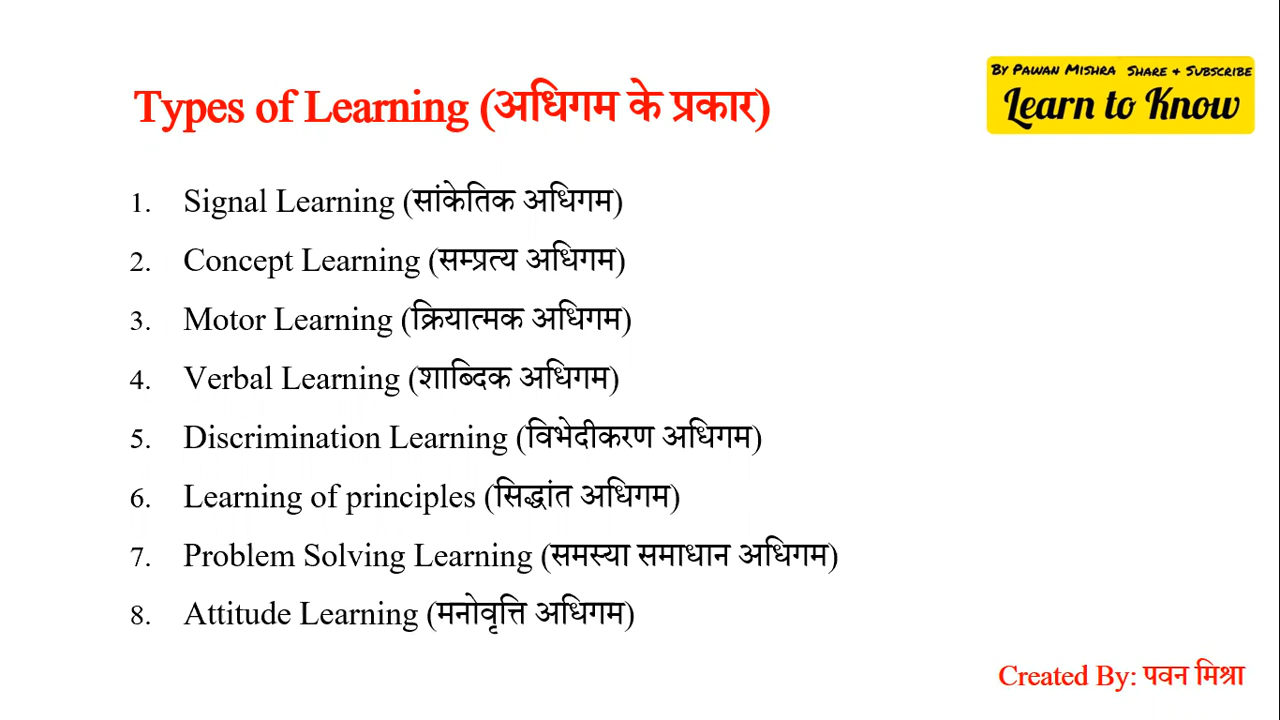 By Pawan Mishra Share + Subscribe
Learn to Know
Types of Learning (अधिगम के प्रकार)
1. Signal Learning (सांकेतिक अधिगम)
2. Concept Learning (सम्प्रत्य अधिगम)
3. Motor Learning (क्रियात्मक अधिगम)
4. Verbal Learning (शाब्दिक अधिगम)
5. Discrimination Learning (विभेदीकरण अधिगम)
6. Learning of principles (सिद्धांत अधिगम)
7. Problem Solving Learning (समस्या समाधान अधिगम)
8. Attitude Learning (मनोवृत्ति अधिगम)
Created By: पवन मिश्रा